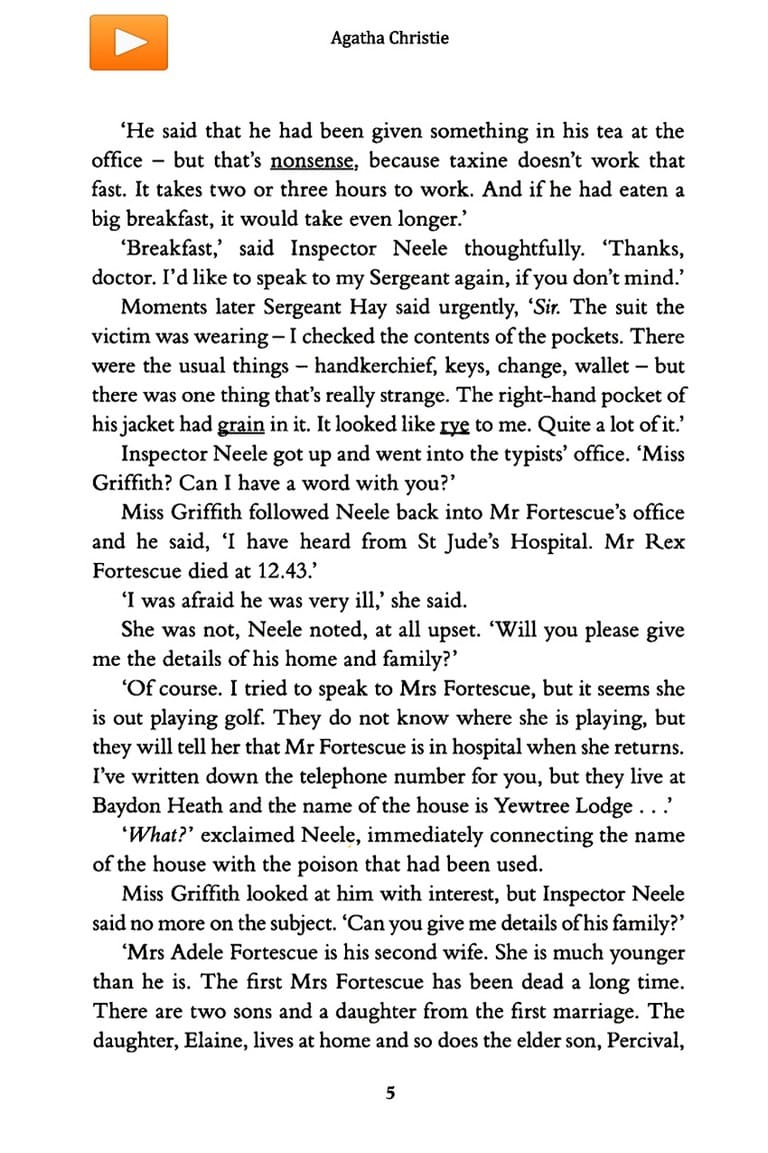 Agatha Christie
‘He said that he had been given something in his tea at the
office – but that’s nonsense, because taxine doesn’t work that
fast. It takes two or three hours to work. And if he had eaten a
big breakfast, it would take even longer.’
‘Breakfast,’ said Inspector Neele thoughtfully. ‘Thanks,
doctor. I’d like to speak to my Sergeant again, if you don’t mind.’
Moments later Sergeant Hay said urgently, ‘Sir. The suit the
victim was wearing – I checked the contents of the pockets. There
were the usual things – handkerchief, keys, change, wallet – but
there was one thing that’s really strange. The right-hand pocket of
his jacket had grain in it. It looked like rye to me. Quite a lot of it.’
Inspector Neele got up and went into the typists’ office. ‘Miss
Griffith? Can I have a word with you?’
Miss Griffith followed Neele back into Mr Fortescue’s office
and he said, ‘I have heard from St Jude’s Hospital. Mr Rex
Fortescue died at 12.43.’
‘I was afraid he was very ill,’ she said.
She was not, Neele noted, at all upset. ‘Will you please give
me the details of his home and family?’
‘Of course. I tried to speak to Mrs Fortescue, but it seems she
is out playing golf. They do not know where she is playing, but
they will tell her that Mr Fortescue is in hospital when she returns.
I’ve written down the telephone number for you, but they live at
Baydon Heath and the name of the house is Yewtree Lodge . . .’
‘What?’ exclaimed Neele, immediately connecting the name
of the house with the poison that had been used.
Miss Griffith looked at him with interest, but Inspector Neele
said no more on the subject. ‘Can you give me details of his family?’
‘Mrs Adele Fortescue is his second wife. She is much younger
than he is. The first Mrs Fortescue has been dead a long time.
There are two sons and a daughter from the first marriage. The
daughter, Elaine, lives at home and so does the elder son, Percival,
5